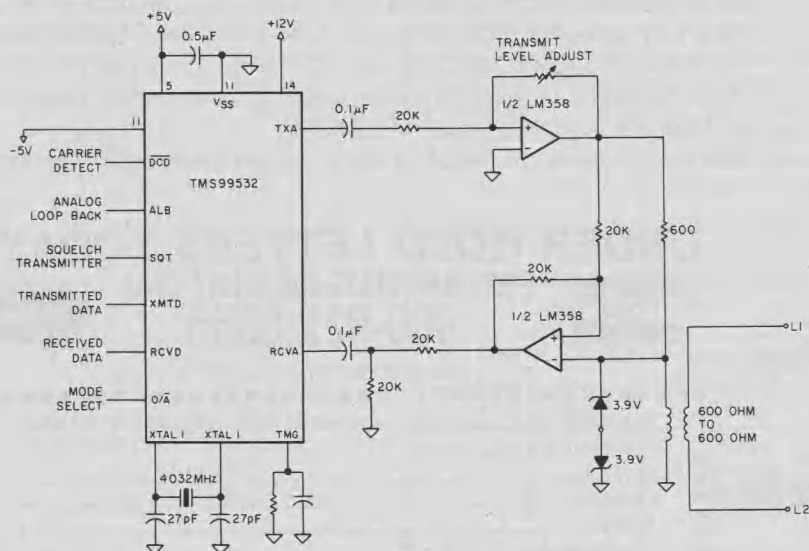 +5V
0.5µF
+12V
TRANSMIT
LEVEL ADJUST
5
11
14
VSS
11
-5V
TXA
0.1µF
20K
1/2 LM358
+
-
CARRIER
DETECT
DCD
TMS99532
ANALOG
LOOP BACK
ALB
SQUELCH
TRANSMITTER
SQT
20K
600
20K
TRANSMITTED
DATA
XMTD
1/2 LM358
RECEIVED
DATA
RCVD
RCVA
0.1µF
20K
+
-
L1
20K
MODE
SELECT
O/A
3.9V
600 OHM
TO
600 OHM
XTAL 1
XTAL 1
TMG
3.9V
4032MHz
27pF
27pF
L2